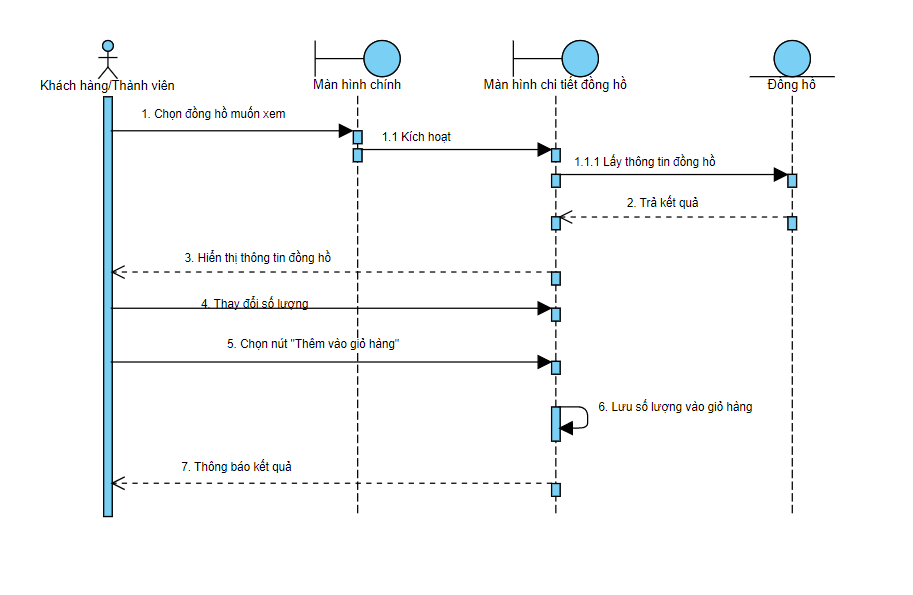 Khách hàng/Thành viên
Màn hình chính
Màn hình chi tiết đồng hồ
Đồng hồ
1. Chọn đồng hồ muốn xem
1.1 Kích hoạt
1.1.1 Lấy thông tin đồng hồ
2. Trả kết quả
3. Hiển thị thông tin đồng hồ
4. Thay đổi số lượng
5. Chọn nút "Thêm vào giỏ hàng"
6. Lưu số lượng vào giỏ hàng
7. Thông báo kết quả